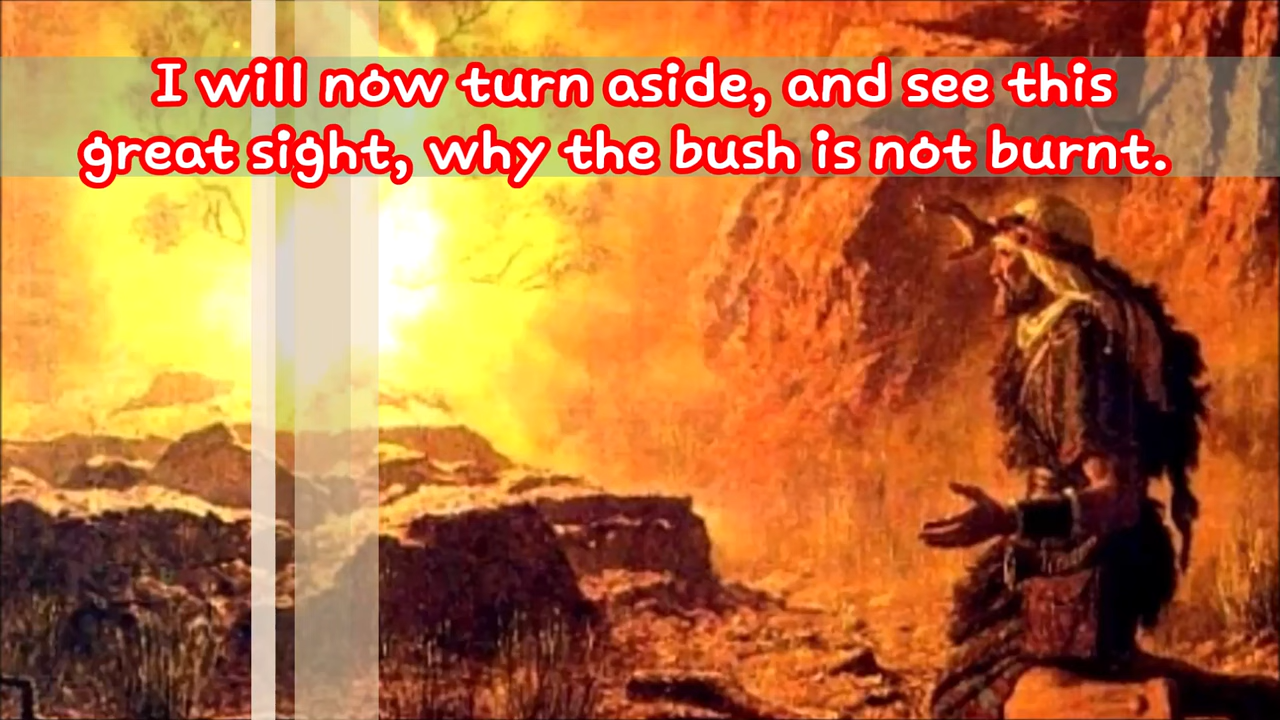 I will now turn aside, and see this
great sight, why the bush is not burnt.